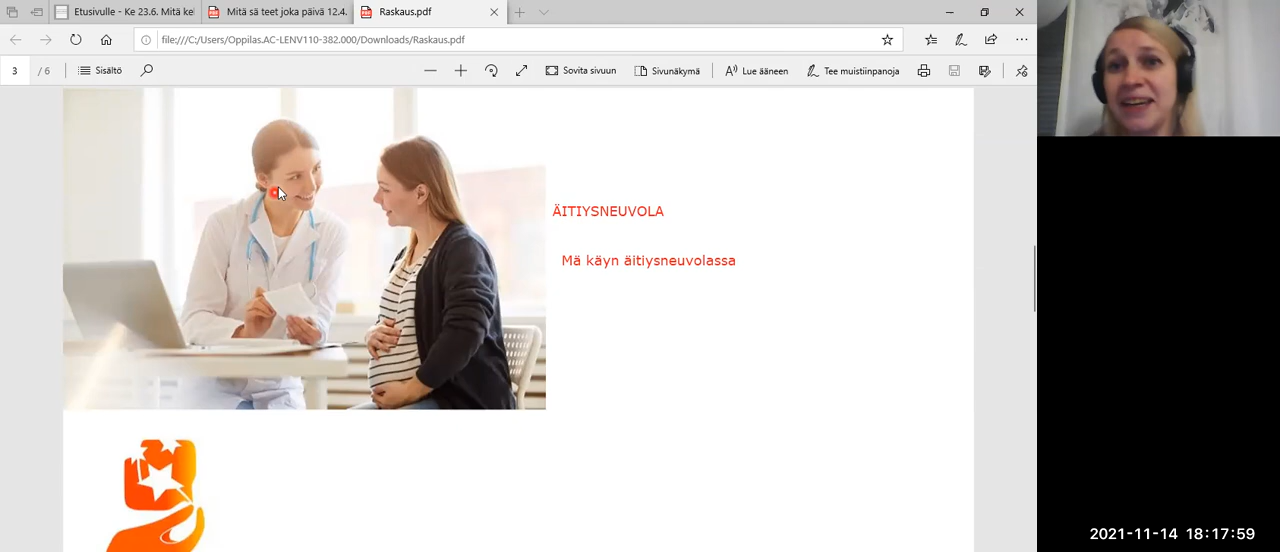 Etusivulle - Ke 23.6. Mitä ke
Mitä sä teet joka päivä 12.4.
Raskaus.pdf
file:///C:/Users/Oppilas.AC-LENV110-382.000/Downloads/Raskaus.pdf
3 / 6
Sisältö
Sovita sivuun
Sivunäkymä
Lue ääneen
Tee muistiinpanoja
ÄITIYSNEUVOLA
Mä käyn äitiysneuvolassa
2021-11-14 18:17:59